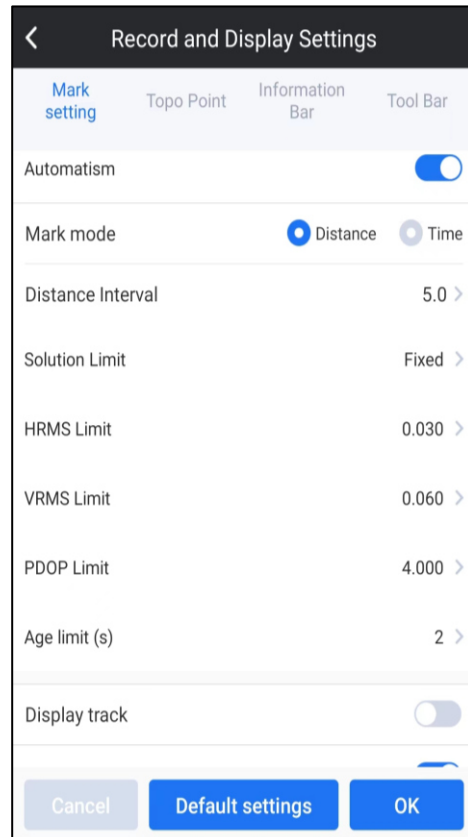 Record and Display Settings
Mark setting
Topo Point
Information Bar
Tool Bar
Automatism
Mark mode Distance Time
Distance Interval 5.0
Solution Limit Fixed
HRMS Limit 0.030
VRMS Limit 0.060
PDOP Limit 4.000
Age limit (s) 2
Display track
Cancel Default settings OK